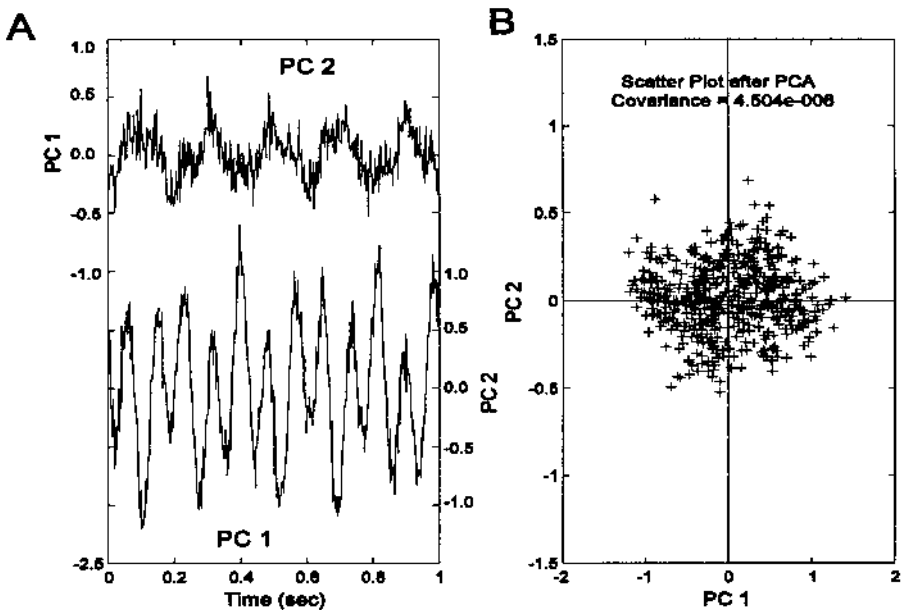 A
PC 2
PC 1
1.0
0.5
0.0
-0.5
-1.0
-2.5
1.0
0.5
0.0
-0.5
-1.0
PC 2
PC 1
0
0.2
0.4
0.6
0.8
1
Time (sec)
B
Scatter Plot after PCA
Covariance = 4.504e-006
PC 2
1.5
1
0.5
0
-0.5
-1
-1.5
-2
-1
0
1
2
PC 1